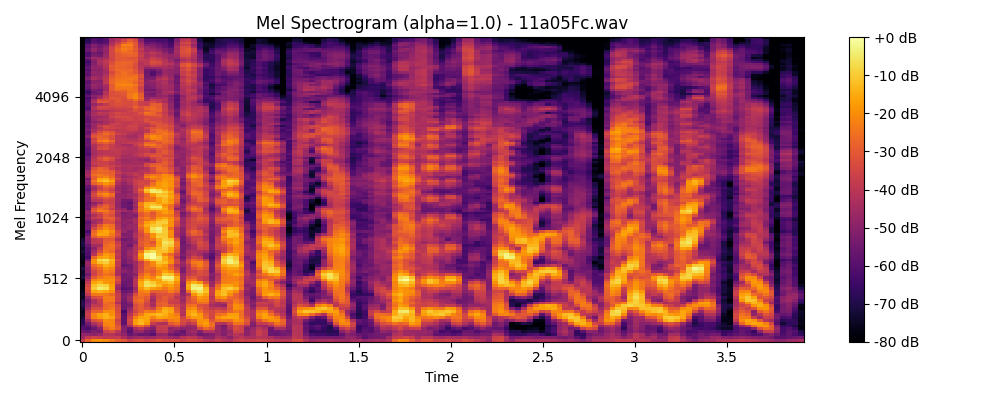 Mel Spectrogram (alpha=1.0) - 11a05Fc.wav
Mel Frequency
4096
2048
1024
512
0
0
0.5
1
1.5
2
2.5
3
3.5
Time
+0 dB
-10 dB
-20 dB
-30 dB
-40 dB
-50 dB
-60 dB
-70 dB
-80 dB